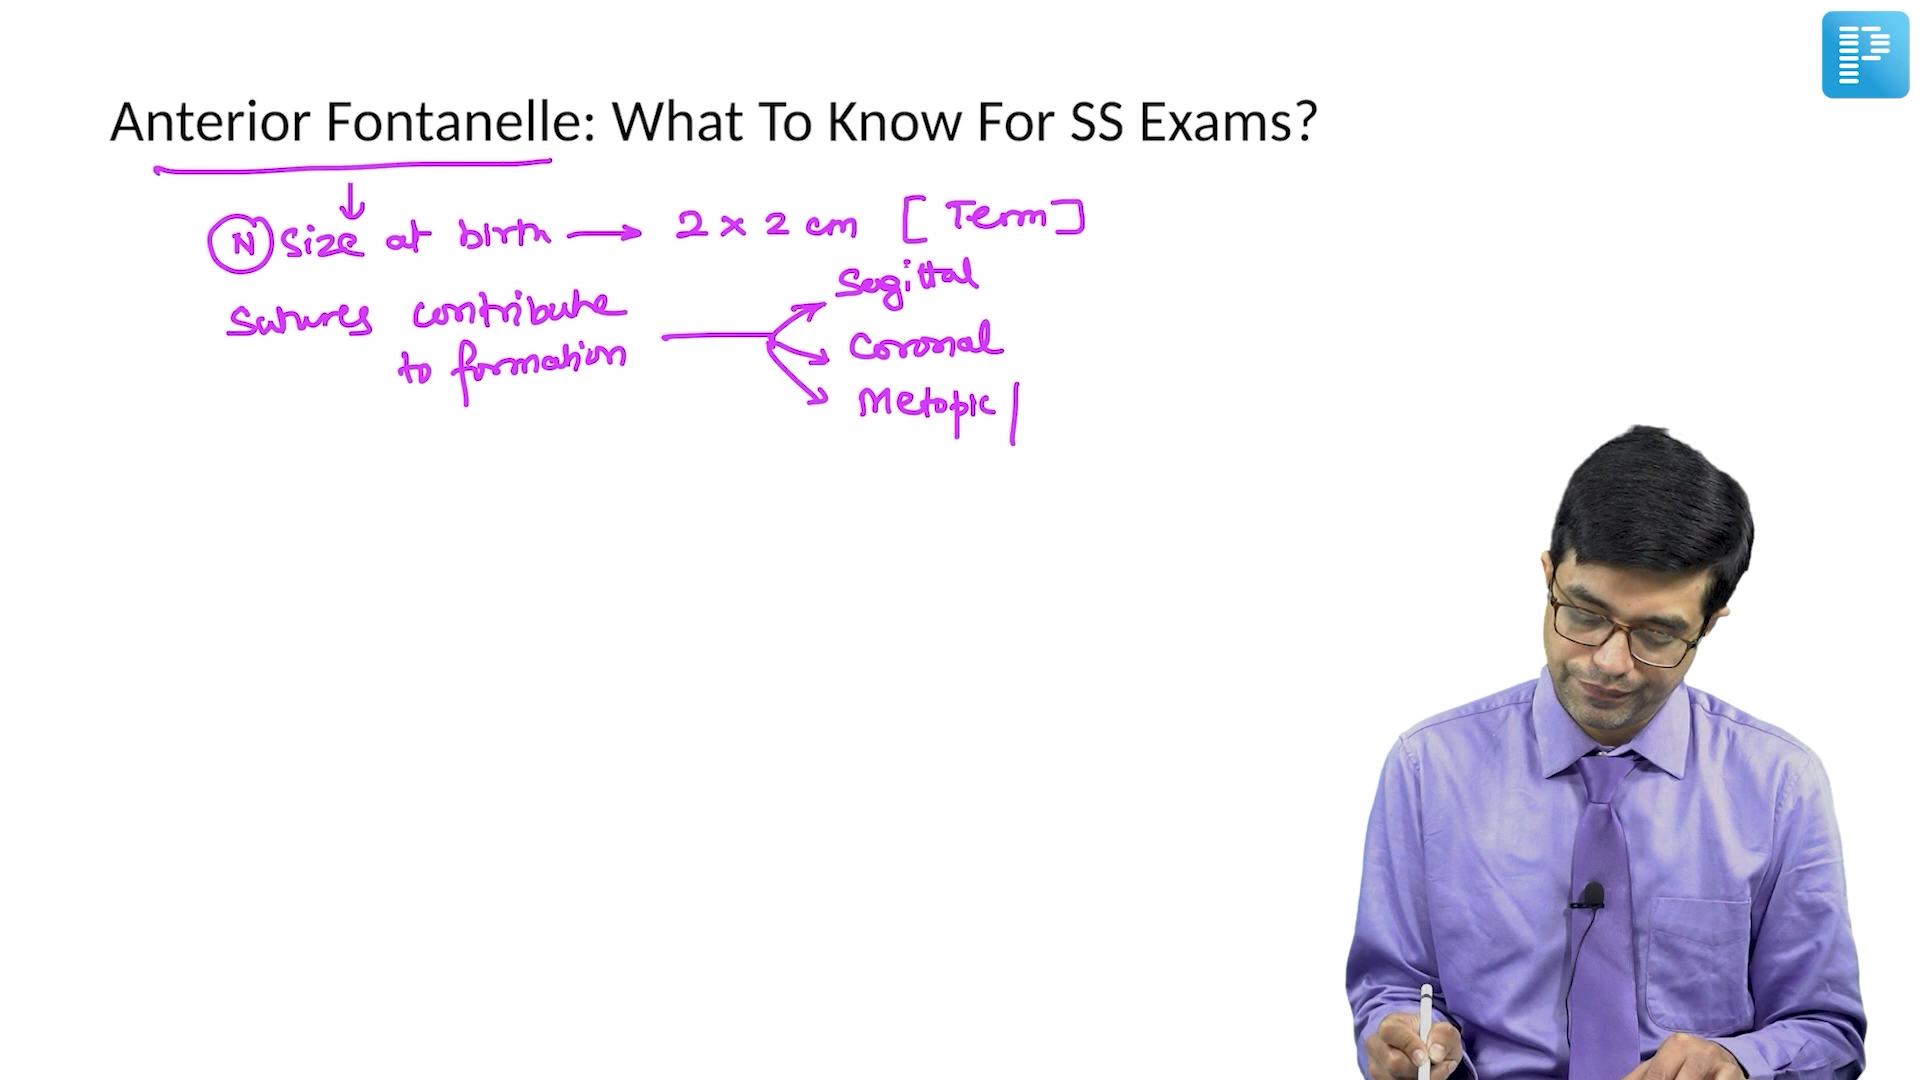 Anterior Fontanelle: What To Know For SS Exams?
N Size at birth → 2 x 2 cm [Term]
Sagittal
Sutures contribute
to formation
Coronal
Metopic